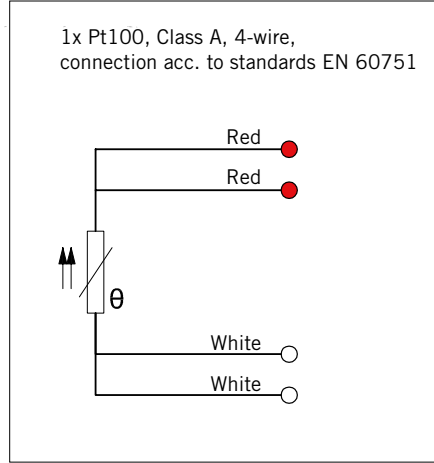 1x Pt100, Class A, 4-wire,
connection acc. to standards EN 60751
Red
Red
θ
White
White